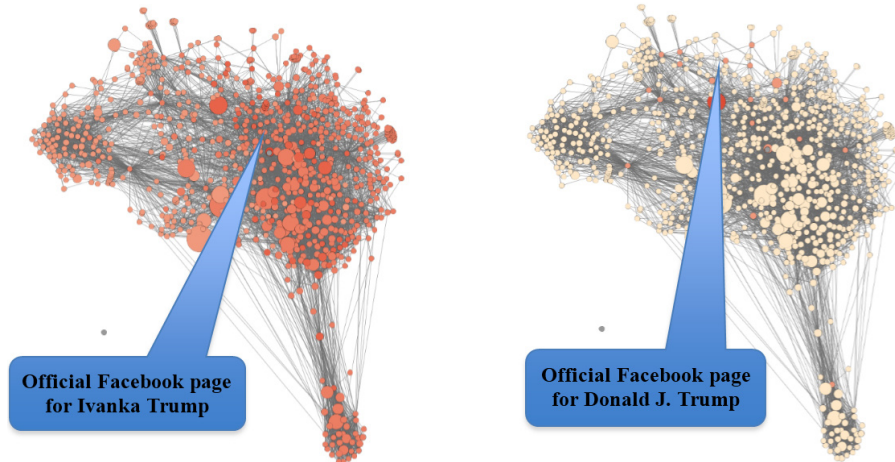 Official Facebook page
for Ivanka Trump
Official Facebook page
for Donald J. Trump